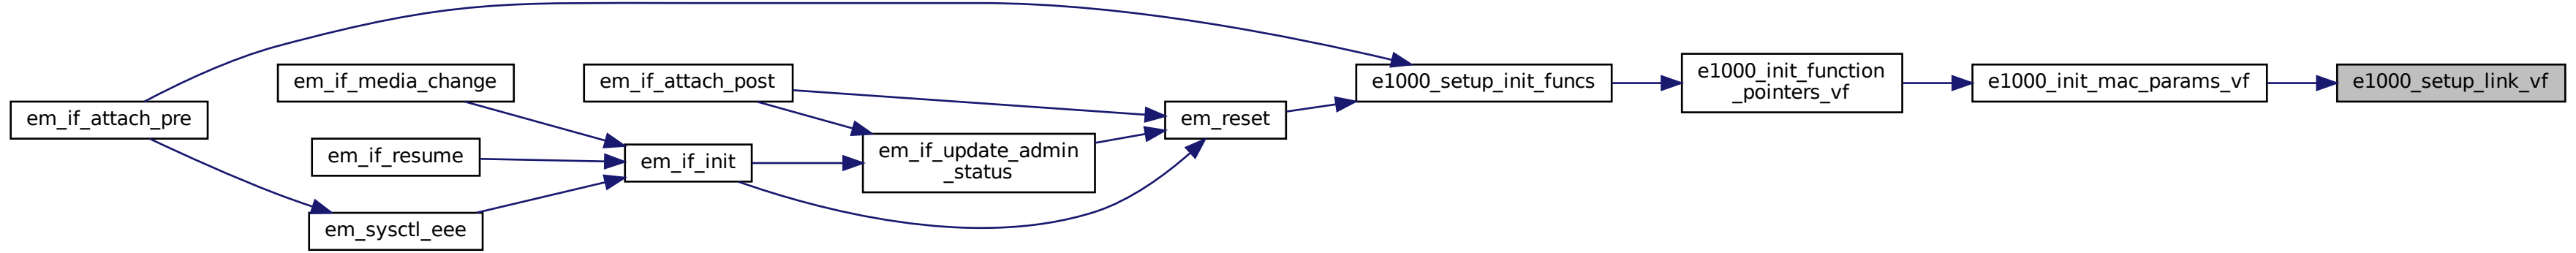 em_if_attach_pre
em_if_media_change
em_if_resume
em_sysctl_eee
em_if_attach_post
em_if_init
em_if_update_admin
_status
em_reset
e1000_setup_init_funcs
e1000_init_function
_pointers_vf
e1000_init_mac_params_vf
e1000_setup_link_vf